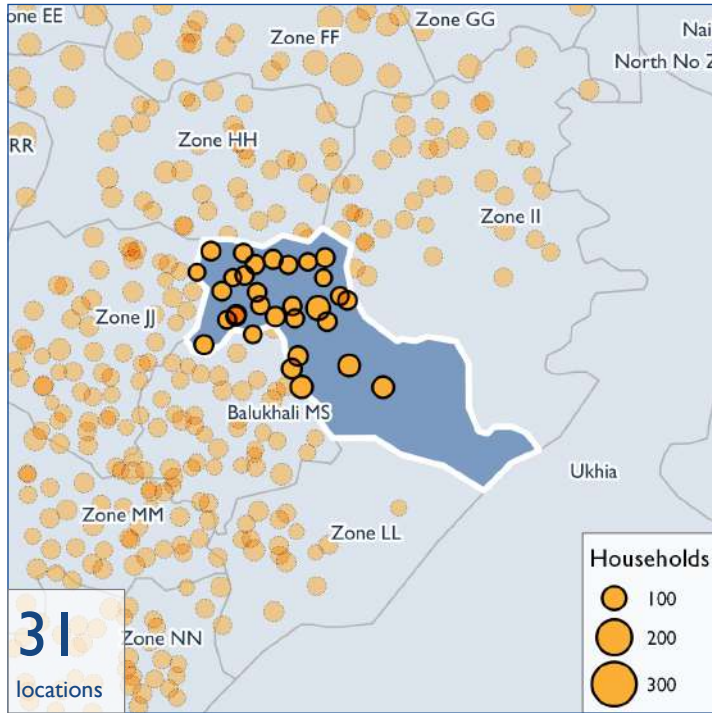 one EE
Zone FF
Zone GG
Nai
North No Z
Zone HH
RR
Zone II
Zone JJ
Balukhali MS
Ukhia
Zone MM
Zone LL
Zone NN
31
locations
Households
100
200
300